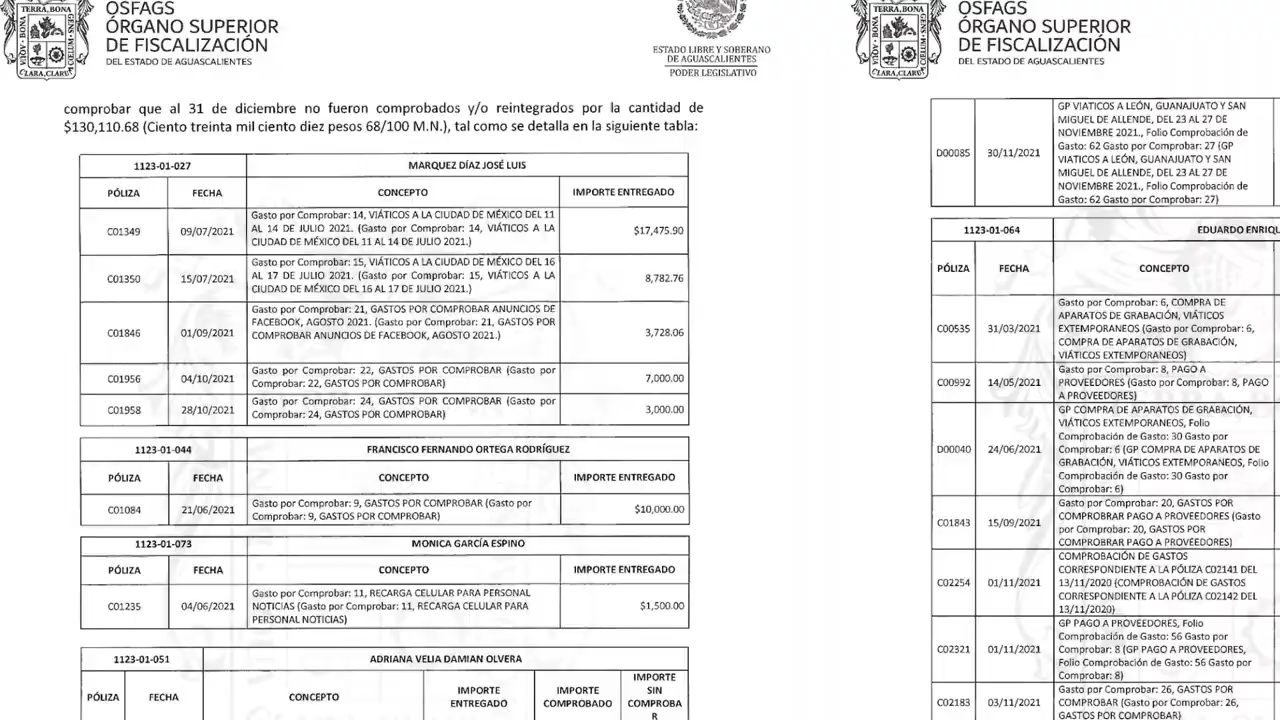 TERRA, BONA
GENS, BONA
AQVA, CLARA
CLARA, CLARVM
OSFAGS
ÓRGANO SUPERIOR
DE FISCALIZACIÓN
DEL ESTADO DE AGUASCALIENTES
ESTADO LIBRE Y SOBERANO
DE AGUASCALIENTES
PODER LEGISLATIVO
comprobar que al 31 de diciembre no fueron comprobados y/o reintegrados por la cantidad de
$130,110.68 (Ciento treinta mil ciento diez pesos 68/100 M.N.), tal como se detalla en la siguiente tabla:
1123-01-027 MARQUEZ DÍAZ JOSÉ LUIS
PÓLIZA FECHA CONCEPTO IMPORTE ENTREGADO
C01349 09/07/2021 Gasto por Comprobar: 14, VIÁTICOS A LA CIUDAD DE MÉXICO DEL 11
AL 14 DE JULIO 2021. (Gasto por Comprobar: 14, VIÁTICOS A LA
CIUDAD DE MÉXICO DEL 11 AL 14 DE JULIO 2021.) $17,475.90
C01350 15/07/2021 Gasto por Comprobar: 15, VIÁTICOS A LA CIUDAD DE MÉXICO DEL 16
AL 17 DE JULIO 2021. (Gasto por Comprobar: 15, VIÁTICOS A LA
CIUDAD DE MÉXICO DEL 16 AL 17 DE JULIO 2021.) 8,782.76
C01846 01/09/2021 Gasto por Comprobar: 21, GASTOS POR COMPROBAR ANUNCIOS DE
FACEBOOK, AGOSTO 2021. (Gasto por Comprobar: 21, GASTOS POR
COMPROBAR ANUNCIOS DE FACEBOOK, AGOSTO 2021.) 3,728.06
C01956 04/10/2021 Gasto por Comprobar: 22, GASTOS POR COMPROBAR (Gasto por
Comprobar: 22, GASTOS POR COMPROBAR) 7,000.00
C01958 28/10/2021 Gasto por Comprobar: 24, GASTOS POR COMPROBAR (Gasto por
Comprobar: 24, GASTOS POR COMPROBAR) 3,000.00
1123-01-044 FRANCISCO FERNANDO ORTEGA RODRÍGUEZ
PÓLIZA FECHA CONCEPTO IMPORTE ENTREGADO
C01084 21/06/2021 Gasto por Comprobar: 9, GASTOS POR COMPROBAR (Gasto por
Comprobar: 9, GASTOS POR COMPROBAR) $10,000.00
1123-01-073 MONICA GARCÍA ESPINO
PÓLIZA FECHA CONCEPTO IMPORTE ENTREGADO
C01235 04/06/2021 Gasto por Comprobar: 11, RECARGA CELULAR PARA PERSONAL
NOTICIAS (Gasto por Comprobar: 11, RECARGA CELULAR PARA
PERSONAL NOTICIAS) $1,500.00
1123-01-051 ADRIANA VELIA DAMIAN OLVERA
PÓLIZA FECHA CONCEPTO IMPORTE
ENTREGADO IMPORTE
COMPROBADO IMPORTE
SIN
COMPROBA
R
TERRA, BONA
OSFAGS
ÓRGANO SUPERIOR
DE FISCALIZACIÓN
DEL ESTADO DE AGUASCALIENTES
D00085 30/11/2021 GP VIATICOS A LEÓN, GUANAJUATO Y SAN
MIGUEL DE ALLENDE, DEL 23 AL 27 DE
NOVIEMBRE 2021., Folio Comprobación de
Gasto: 62 Gasto por Comprobar: 27 (GP
VIATICOS A LEÓN, GUANAJUATO Y SAN
MIGUEL DE ALLENDE, DEL 23 AL 27 DE
NOVIEMBRE 2021., Folio Comprobación de
Gasto: 62 Gasto por Comprobar: 27)
1123-01-064 EDUARDO ENRIQU
PÓLIZA FECHA CONCEPTO
C00535 31/03/2021 Gasto por Comprobar: 6, COMPRA DE
APARATOS DE GRABACIÓN, VIÁTICOS
EXTEMPORANEOS (Gasto por Comprobar: 6,
COMPRA DE APARATOS DE GRABACIÓN,
VIÁTICOS EXTEMPORANEOS)
C00992 14/05/2021 Gasto por Comprobar: 8, PAGO A
PROVEEDORES (Gasto por Comprobar: 8, PAGO
A PROVEEDORES)
D00040 24/06/2021 GP COMPRA DE APARATOS DE GRABACIÓN,
VIÁTICOS EXTEMPORANEOS, Folio
Comprobación de Gasto: 30 Gasto por
Comprobar: 6 (GP COMPRA DE APARATOS DE
GRABACIÓN, VIÁTICOS EXTEMPORANEOS, Folio
Comprobación de Gasto: 30 Gasto por
Comprobar: 6)
C01843 15/09/2021 Gasto por Comprobar: 20, GASTOS POR
COMPROBRAR PAGO A PROVEEDORES (Gasto
por Comprobar: 20, GASTOS POR
COMPROBRAR PAGO A PROVEEDORES)
C02254 01/11/2021 COMPROBACIÓN DE GASTOS
CORRESPONDIENTE A LA PÓLIZA C02141 DEL
13/11/2020 (COMPROBACIÓN DE GASTOS
CORRESPONDIENTE A LA PÓLIZA C02142 DEL
13/11/2020)
C02321 01/11/2021 GP PAGO A PROVEEDORES, Folio
Comprobación de Gasto: 56 Gasto por
Comprobar: 8 (GP PAGO A PROVEEDORES,
Folio Comprobación de Gasto: 56 Gasto por
Comprobar: 8)
C02183 03/11/2021 Gasto por Comprobar: 26, GASTOS POR
COMPROBAR (Gasto por Comprobar: 26,
GASTOS POR COMPROBAR)